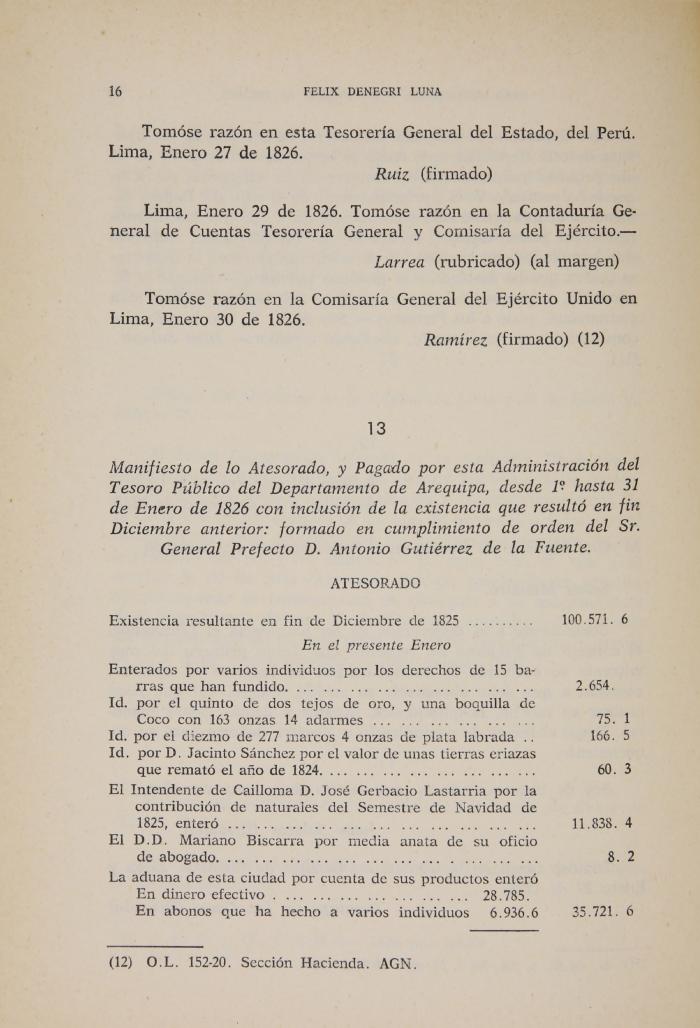 16
FELIX DENEGRI LUNA
Tomóse razón en esta Tesorería General del Estado, del Perú.
Lima, Enero 27 de 1826.
Ruiz (firmado)
Lima, Enero 29 de 1826. Tomóse razón en la Contaduría Ge-
neral de Cuentas Tesorería General y Comisaría del Ejército.—
Larrea (rubricado) (al margen)
Tomóse razón en la Comisaría General del Ejército Unido en
Lima, Enero 30 de 1826.
Ramírez (firmado) (12)
13
Manifiesto de lo Atesorado, y Pagado por esta Administración del
Tesoro Público del Departamento de Arequipa, desde 1º hasta 31
de Enero de 1826 con inclusión de la existencia que resultó en fin
Diciembre anterior: formado en cumplimiento de orden del Sr.
General Prefecto D. Antonio Gutiérrez de la Fuente.
ATESORADO
Existencia resultante en fin de Diciembre de 1825 .......... 100.571. 6
En el presente Enero
Enterados por varios individuos por los derechos de 15 ba-
rras que han fundido. ... ... ... ... ... ... ... ... ... 2.654.
Id. por el quinto de dos tejos de oro, y una boquilla de
Coco con 163 onzas 14 adarmes ... ... ... ... ... ... 75. 1
Id. por el diezmo de 277 marcos 4 onzas de plata labrada .. 166. 5
Id. por D. Jacinto Sánchez por el valor de unas tierras eriazas
que remató el año de 1824. ... ... ... ... ... ... ... ... 60. 3
El Intendente de Cailloma D. José Gerbacio Lastarria por la
contribución de naturales del Semestre de Navidad de
1825, enteró ... ... ... ... ... ... ... ... ... ... ... 11.838. 4
El D.D. Mariano Biscarra por media anata de su oficio
de abogado. ... ... ... ... ... ... ... ... . ... ... ... 8. 2
La aduana de esta ciudad por cuenta de sus productos enteró
En dinero efectivo . ... ... ... ... ... ... ... 28.785.
En abonos que ha hecho a varios individuos 6.936.6 35.721. 6
(12) O.L. 152-20. Sección Hacienda. AGN.